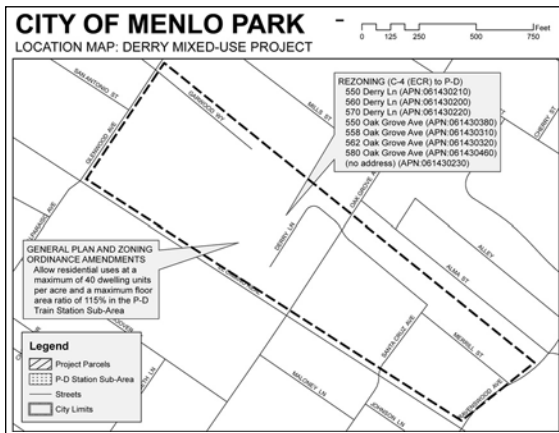 CITY OF MENLO PARK
LOCATION MAP: DERRY MIXED-USE PROJECT
0 125 250 500 750
Feet
REZONING (C-4 (ECR) to P-D)
550 Derry Ln (APN:061430210)
560 Derry Ln (APN:061430200)
570 Derry Ln (APN:061430220)
550 Oak Grove Ave (APN:061430380)
558 Oak Grove Ave (APN:061430310)
562 Oak Grove Ave (APN:061430320)
580 Oak Grove Ave (APN:061430460)
(no address) (APN:061430230)
SAN ANTONIO ST
GARWOOD WY
MILLS ST
CHERRY ST
GLENWOOD AVE
OAK GROVE A
DERRY LN
ALLEY
ALMA ST
GENERAL PLAN AND ZONING
ORDINANCE AMENDMENTS
Allow residential uses at a
maximum of 40 dwelling units
per acre and a maximum floor
area ratio of 115% in the P-D
Train Station Sub-Area
SANTA CRUZ AVE
MERRILL ST
RAVENSWOOD AVE
MALONEY LN
JOHNSON LN
Legend
Project Parcels
P-D Station Sub-Area
Streets
City Limits